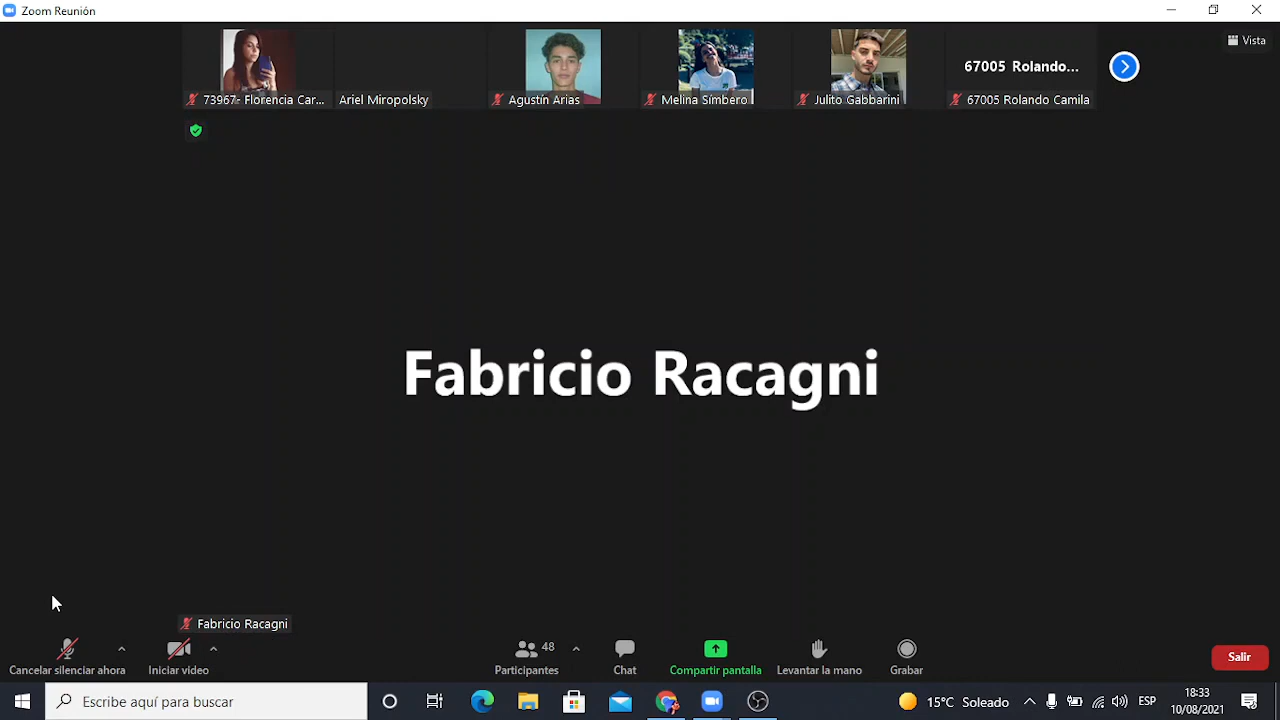 Zoom Reunión
Vista
67005 Rolando...
73967- Florencia Car...
Ariel Miropolsky
Agustín Arias
Melina Símbero
Julito Gabbarini
67005 Rolando Camila
Fabricio Racagni
Fabricio Racagni
48
Cancelar silenciar ahora
Iniciar video
Participantes
Chat
Compartir pantalla
Levantar la mano
Grabar
Salir
Escribe aquí para buscar
15°C Soleado
ESP
18:33
10/08/2021